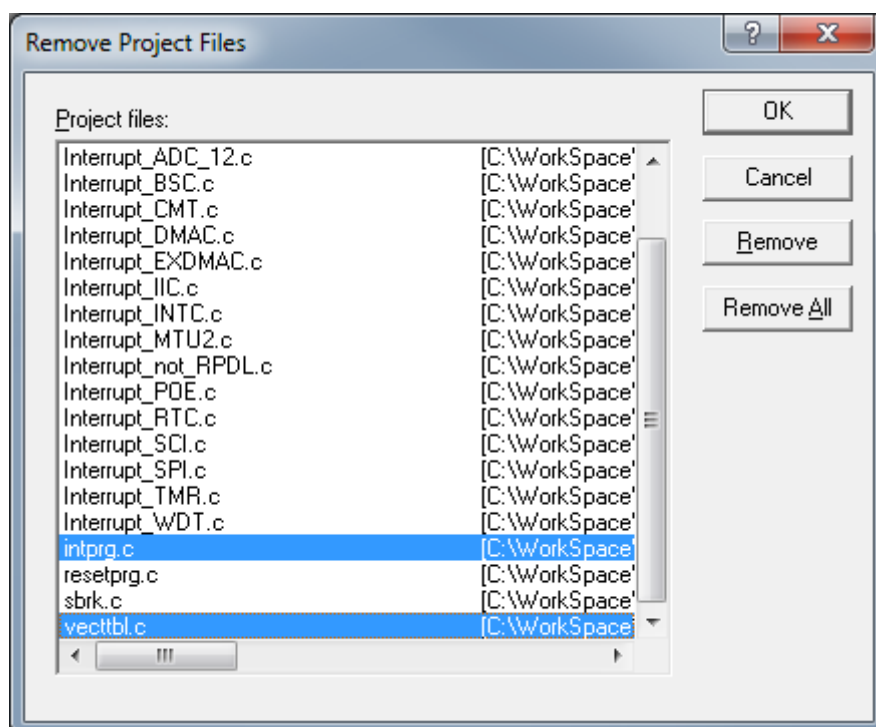 Remove Project Files
Project files:
Interrupt_ADC_12.c [C:\WorkSpace'
Interrupt_BSC.c [C:\WorkSpace'
Interrupt_CMT.c [C:\WorkSpace'
Interrupt_DMAC.c [C:\WorkSpace'
Interrupt_EXDMAC.c [C:\WorkSpace'
Interrupt_IIC.c [C:\WorkSpace'
Interrupt_INTC.c [C:\WorkSpace'
Interrupt_MTU2.c [C:\WorkSpace'
Interrupt_not_RPDL.c [C:\WorkSpace'
Interrupt_POE.c [C:\WorkSpace'
Interrupt_RTC.c [C:\WorkSpace'
Interrupt_SCI.c [C:\WorkSpace'
Interrupt_SPI.c [C:\WorkSpace'
Interrupt_TMR.c [C:\WorkSpace'
Interrupt_WDT.c [C:\WorkSpace'
intprg.c [C:\WorkSpace'
resetprg.c [C:\WorkSpace'
sbrk.c [C:\WorkSpace'
vecttbl.c [C:\WorkSpace'
OK
Cancel
Remove
Remove All